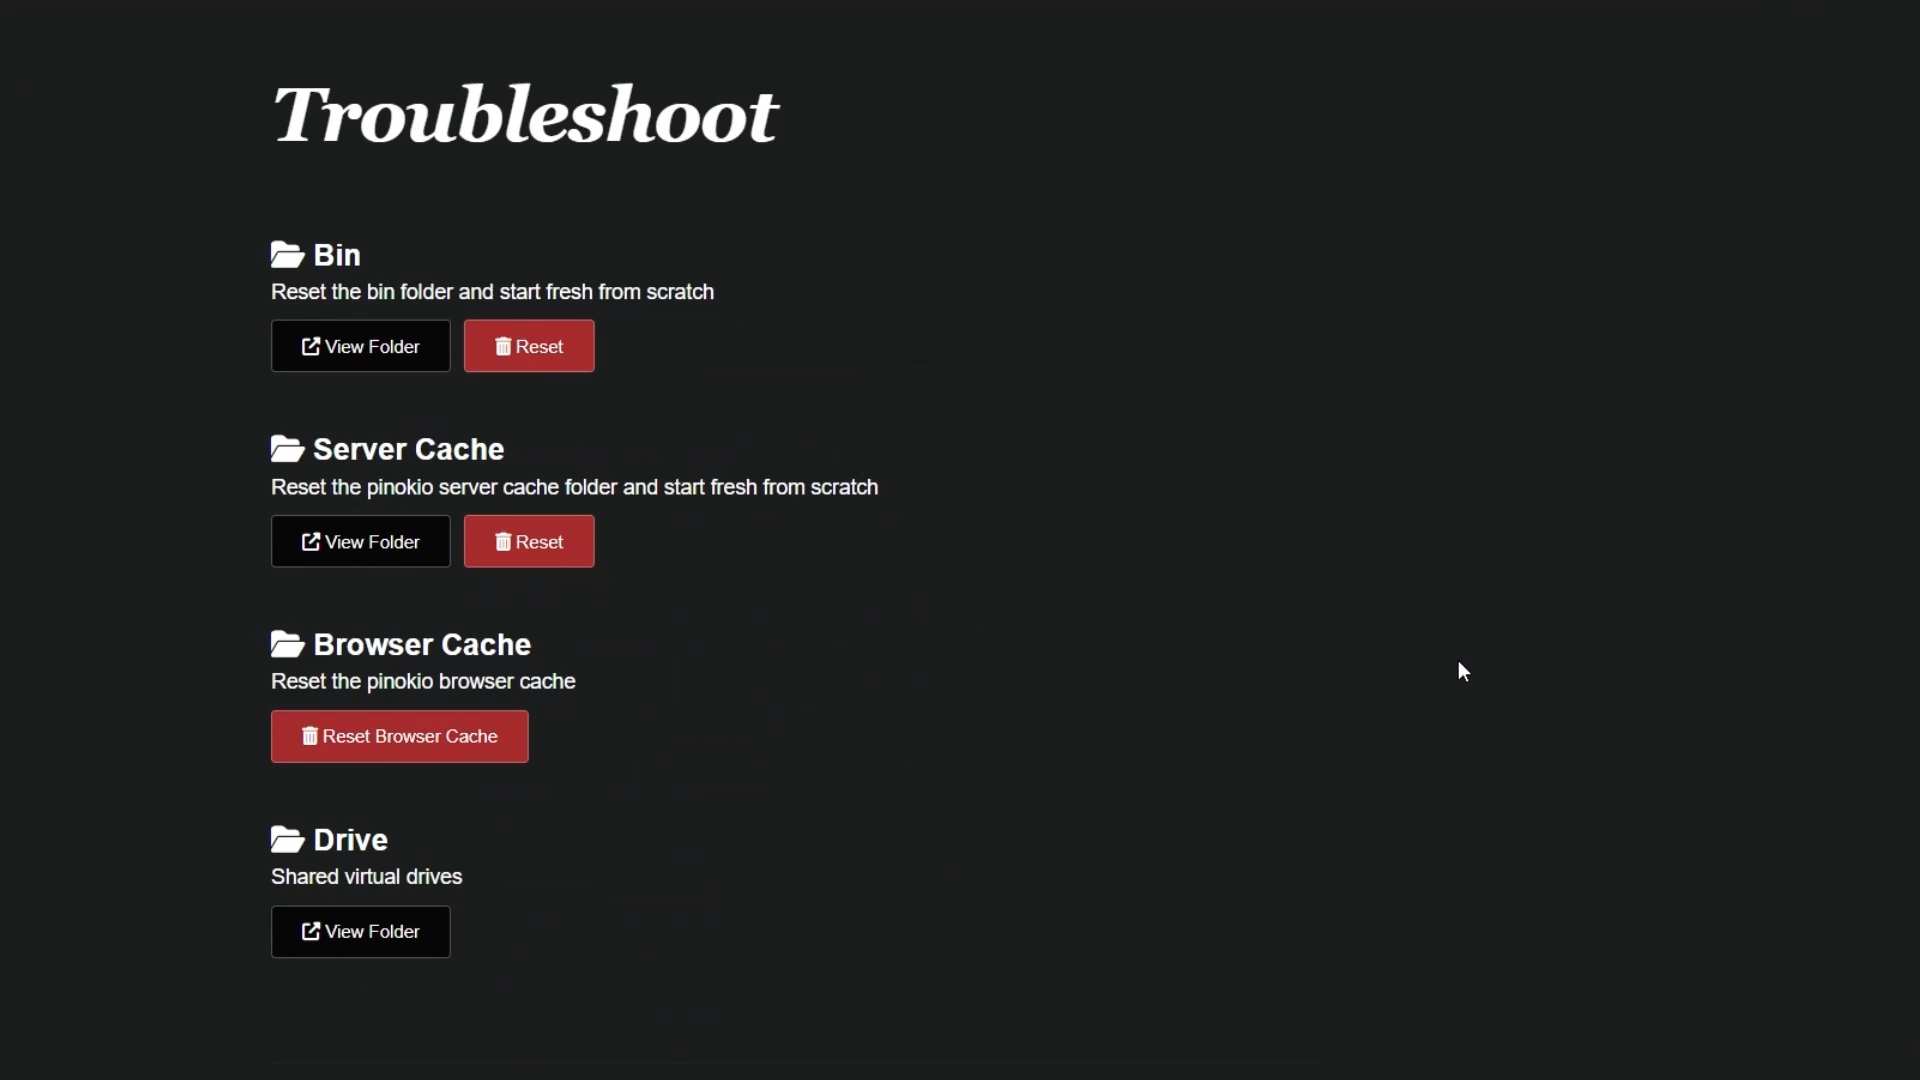 Troubleshoot
Bin
Reset the bin folder and start fresh from scratch
View Folder Reset
Server Cache
Reset the pinokio server cache folder and start fresh from scratch
View Folder Reset
Browser Cache
Reset the pinokio browser cache
Reset Browser Cache
Drive
Shared virtual drives
View Folder